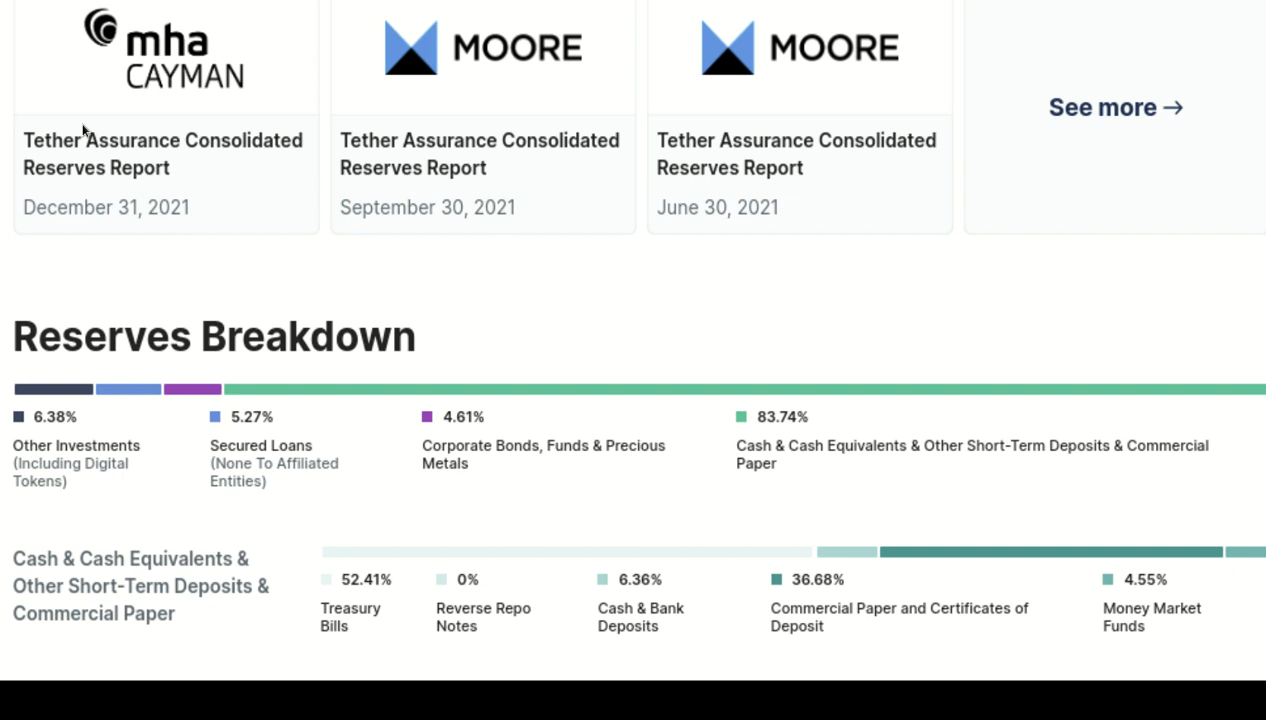 mha
CAYMAN
MOORE
MOORE
See more →
Tether Assurance Consolidated
Reserves Report
December 31, 2021
Tether Assurance Consolidated
Reserves Report
September 30, 2021
Tether Assurance Consolidated
Reserves Report
June 30, 2021
Reserves Breakdown
6.38%
Other Investments
(Including Digital
Tokens)
5.27%
Secured Loans
(None To Affiliated
Entities)
4.61%
Corporate Bonds, Funds & Precious
Metals
83.74%
Cash & Cash Equivalents & Other Short-Term Deposits & Commercial
Paper
Cash & Cash Equivalents &
Other Short-Term Deposits &
Commercial Paper
52.41%
Treasury
Bills
0%
Reverse Repo
Notes
6.36%
Cash & Bank
Deposits
36.68%
Commercial Paper and Certificates of
Deposit
4.55%
Money Market
Funds